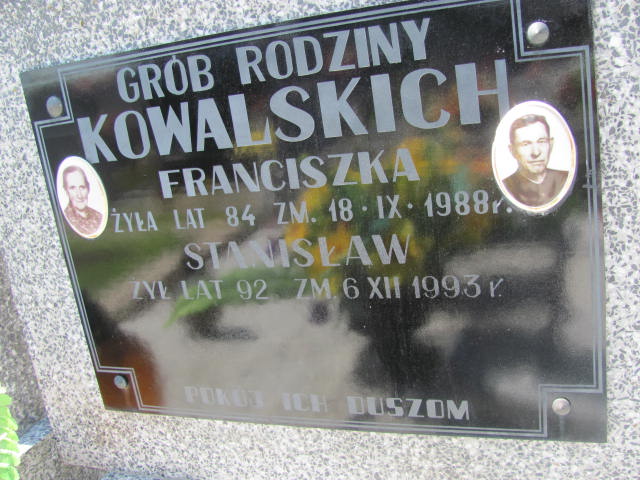 GRÓB RODZINY
KOWALSKICH
FRANCISZKA
ŻYŁA LAT 84 ZM. 18·IX·1988r.
STANISŁAW
ŻYŁ LAT 92 ZM. 6 XII 1993 r.
POKÓJ ICH DUSZOM